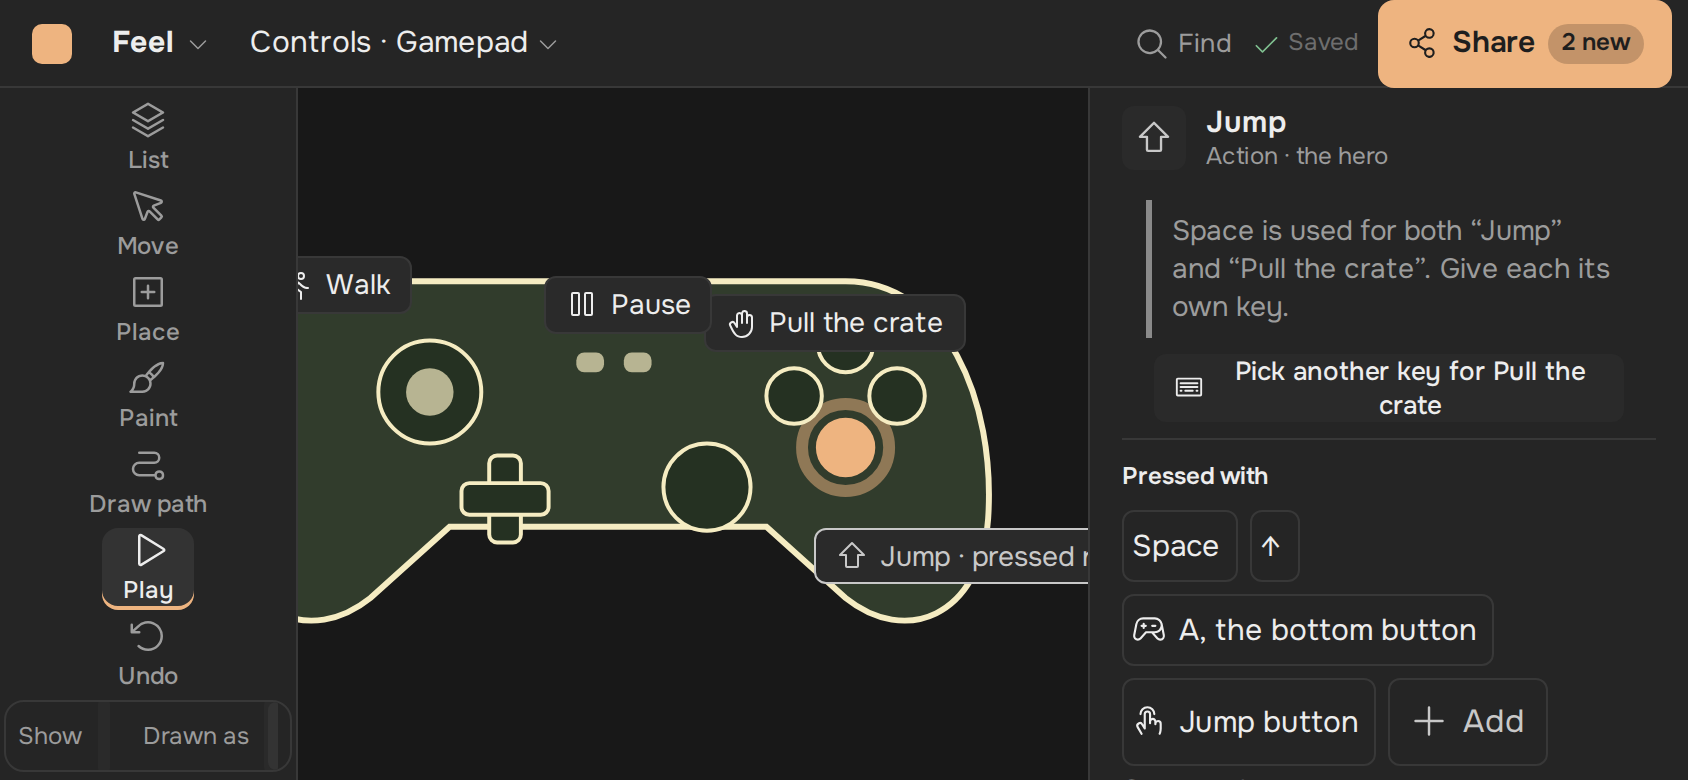 Feel
Controls · Gamepad
Find
Saved
Share
2 new
List
Move
Place
Paint
Draw path
Play
Undo
Show
Drawn as
Walk
Pause
Pull the crate
Jump · pressed
Jump
Action · the hero
Space is used for both “Jump”
and “Pull the crate”. Give each its
own key.
Pick another key for Pull the
crate
Pressed with
Space
↑
A, the bottom button
Jump button
Add